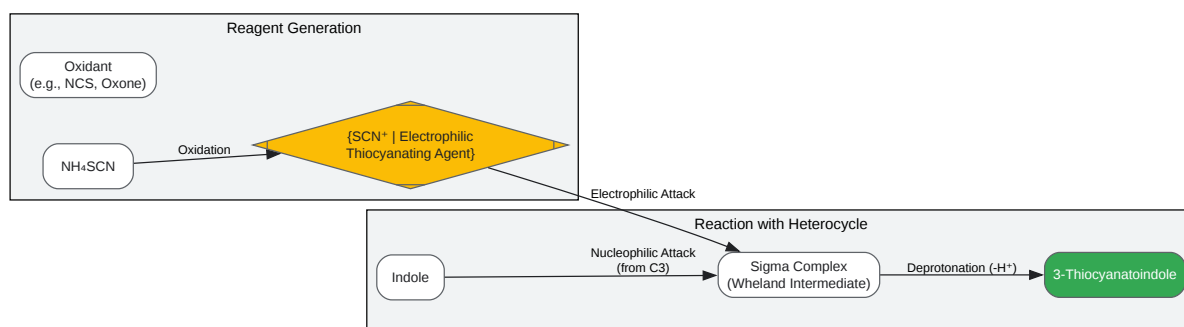 Reagent Generation
Oxidant
(e.g., NCS, Oxone)
{SCN⁺ | Electrophilic
Thiocyanating Agent}
Oxidation
NH₄SCN
Electrophilic Attack
Reaction with Heterocycle
Nucleophilic Attack
(from C3)
Indole
Sigma Complex
(Wheland Intermediate)
Deprotonation (-H⁺)
3-Thiocyanatoindole